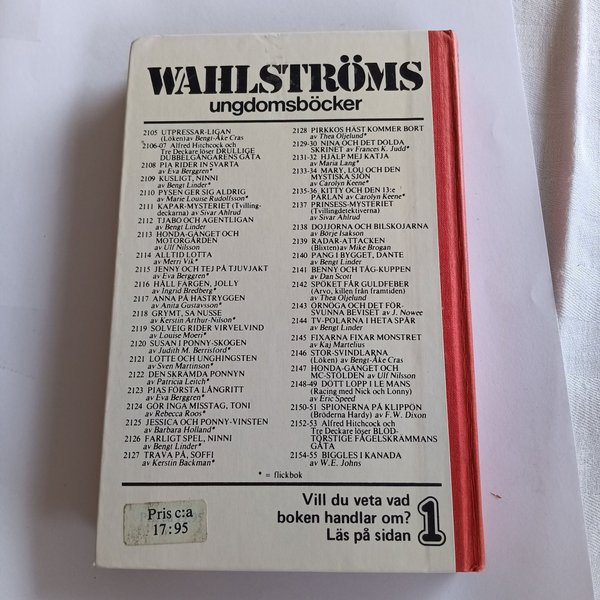 WAHLSTRÖMS
ungdomsböcker
2105 UTPRESSAR-LIGAN
(Löken) av Bengt-Åke Cras
2106-07 Alfred Hitchcock och
Tre Deckare löser DRULLIGE
DUBBELGÅNGARENS GÅTA
2108 PIA RIDER IN SVARTA
av Eva Berggren*
2109 KUSLIGT, NINNI
av Bengt Linder*
2110 PYSEN GER SIG ALDRIG
av Marie Louise Rudolfsson*
2111 KAPAR-MYSTERIET (Tvilling-
deckarna) av Sivar Ahlrud
2112 TJABO OCH AGENTLIGAN
av Bengt Linder
2113 HONDA-GÄNGET OCH
MOTORGÅRDEN
av Ulf Nilsson
2114 ALLTID LOTTA
av Merri Vik*
2115 JENNY OCH TEJ PÅ TJUVJAKT
av Eva Berggren*
2116 HÅLL FÄRGEN, JOLLY
av Ingrid Bredberg*
2117 ANNA PÅ HÄSTRYGGEN
av Anita Gustavsson*
2118 GRYMT, SA NUSSE
av Kerstin Arthur-Nilson*
2119 SOLVEIG RIDER VIRVELVIND
av Louise Moeri*
2120 SUSAN I PONNY-SKOGEN
av Judith M. Berrisford*
2121 LOTTE OCH UNGHINGSTEN
av Sven Martinson*
2122 DEN SKRÄMDA PONNYN
av Patricia Leitch*
2123 PIAS FÖRSTA LÅNGRITT
av Eva Berggren*
2124 GÖR INGA MISSTAG, TONI
av Rebecca Roos*
2125 JESSICA OCH PONNY-VINSTEN
av Barbara Holland*
2126 FARLIGT SPEL, NINNI
av Bengt Linder*
2127 TRAVA PÅ, SOFFI
av Kerstin Backman*
2128 PIRKKOS HÄST KOMMER BORT
av Thea Oljelund*
2129-30 NINA OCH DET DOLDA
SKRINET av Frances K. Judd*
2131-32 HJÄLP MEJ KATJA
av Maria Lang*
2133-34 MARY, LOU OCH DEN
MYSTISKA SJÖN
av Carolyn Keene*
2135-36 KITTY OCH DEN 13:e
PÄRLAN av Carolyn Keene*
2137 PRINSESS-MYSTERIET
(Tvillingdetektiverna)
av Sivar Ahlrud
2138 DOJJORNA OCH BILSKOJARNA
av Börje Isakson
2139 RADAR-ATTACKEN
(Blixten) av Mike Brogan
2140 PANG I BYGGET, DANTE
av Bengt Linder
2141 BENNY OCH TÅG-KUPPEN
av Dan Scott
2142 SPÖKET FÅR GULDFEBER
(Arvo, killen från framtiden)
av Thea Oljelund
2143 ÖRNÖGA OCH DET FÖR-
SVUNNA BEVISET av J. Nowee
2144 TV-POLARNA I HETA SPÅR
av Bengt Linder
2145 FIXARNA FIXAR MONSTRET
av Kaj Martelius
2146 STOR-SVINDLARNA
(Löken) av Bengt-Åke Cras
2147 HONDA-GÄNGET OCH
MC-STÖLDEN av Ulf Nilsson
2148-49 DÖTT LOPP I LE MANS
(Racing med Nick och Lonny)
av Eric Speed
2150-51 SPIONERNA PÅ KLIPPÖN
(Bröderna Hardy) av F.W. Dixon
2152-53 Alfred Hitchcock och
Tre Deckare löser BLOD-
TÖRSTIGE FÅGELSKRÄMMANS
GÅTA
2154-55 BIGGLES I KANADA
av W.E. Johns
* = flickbok
Pris c:a
17:95
Vill du veta vad
boken handlar om?
Läs på sidan
1